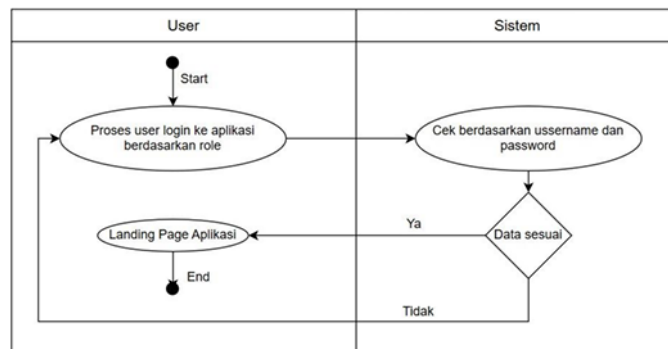 User
Sistem
Start
Proses user login ke aplikasi
berdasarkan role
Cek berdasarkan ussername dan
password
Ya
Landing Page Aplikasi
Data sesuai
End
Tidak